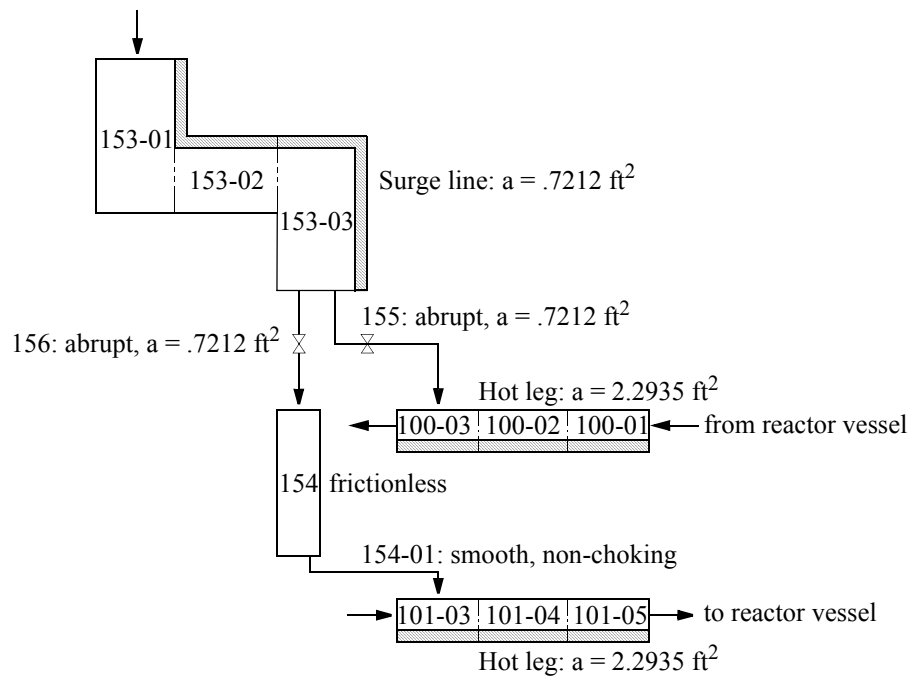 153-01
153-02
Surge line: a = .7212 ft²
153-03
155: abrupt, a = .7212 ft²
156: abrupt, a = .7212 ft²
Hot leg: a = 2.2935 ft²
100-03 100-02 100-01 from reactor vessel
154 frictionless
154-01: smooth, non-choking
101-03 101-04 101-05 to reactor vessel
Hot leg: a = 2.2935 ft²